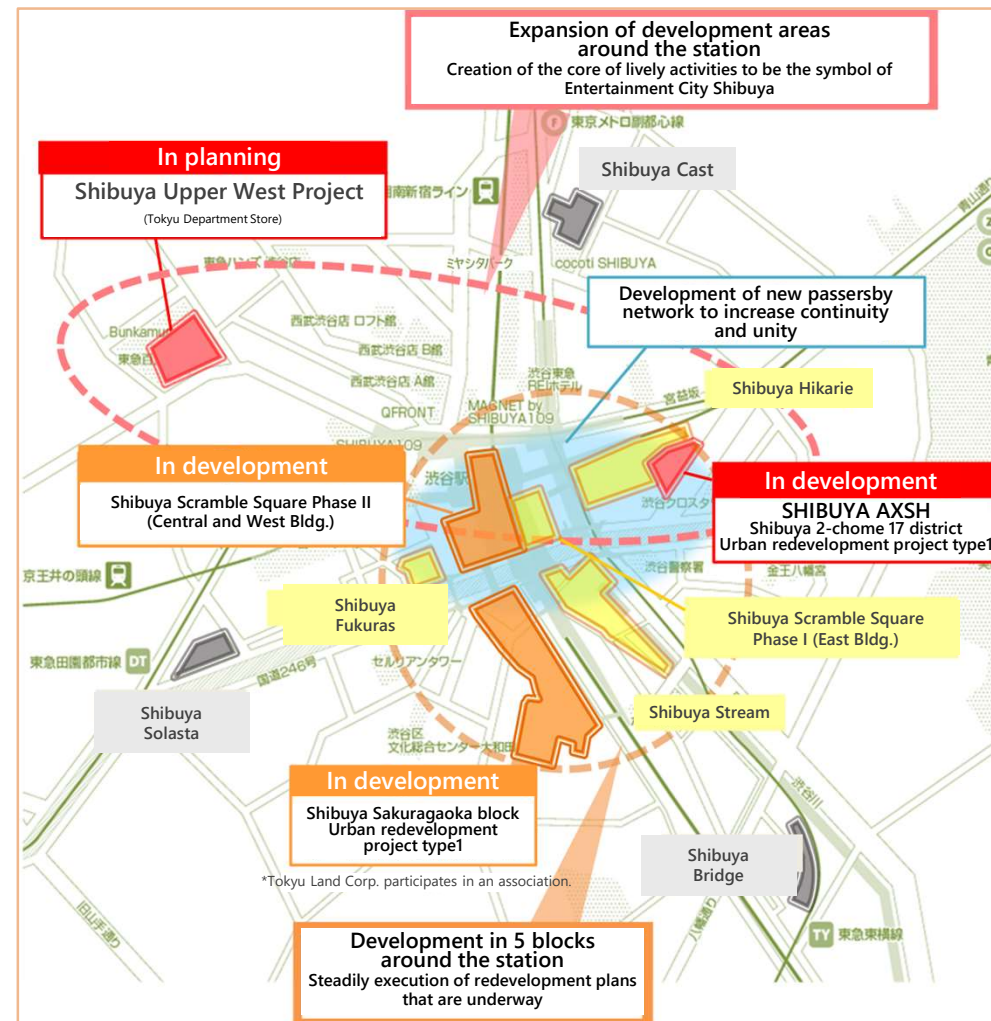 Expansion of development areas
around the station
Creation of the core of lively activities to be the symbol of
Entertainment City Shibuya
F 東京メトロ副都心線
In planning
Shibuya Upper West Project
(Tokyu Department Store)
Shibuya Cast
南新宿ライン
青山通り
東急ハンズ 渋谷店
ミヤシタパーク
cocoti SHIBUYA
Development of new passersby
network to increase continuity
and unity
西武渋谷店 ロフト館
Bunkamu
東急百
西武渋谷店 B館
西武渋谷店 A館
渋谷東急
REIホテル
宮益坂
Shibuya Hikarie
QFRONT
MAGNET by
SHIBUYA109
SHIBUYA109
In development
Shibuya Scramble Square Phase II
(Central and West Bldg.)
渋谷駅
渋谷クロスタ
In development
SHIBUYA AXSH
Shibuya 2-chome 17 district
Urban redevelopment project type1
京王井の頭線
渋谷警察署
金王八幡宮
Shibuya
Fukuras
Shibuya Scramble Square
Phase I (East Bldg.)
東急田園都市線 DT
国道246号
セルリアンタワー
Shibuya
Solasta
Shibuya Stream
渋谷区
文化総合センター大和田
In development
Shibuya Sakuragaoka block
Urban redevelopment
project type1
*Tokyu Land Corp. participates in an association.
渋谷川
Shibuya
Bridge
旧山手通り
八幡通り
TY 東急東横線
Development in 5 blocks
around the station
Steadily execution of redevelopment plans
that are underway